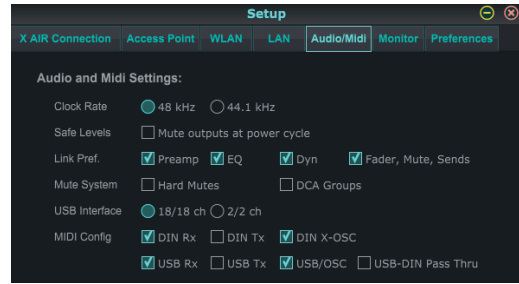 Setup
X AIR Connection Access Point WLAN LAN Audio/Midi Monitor Preferences
Audio and Midi Settings:
Clock Rate 48 kHz 44.1 kHz
Safe Levels Mute outputs at power cycle
Link Pref. Preamp EQ Dyn Fader, Mute, Sends
Mute System Hard Mutes DCA Groups
USB Interface 18/18 ch 2/2 ch
MIDI Config DIN Rx DIN Tx DIN X-OSC
USB Rx USB Tx USB/OSC USB-DIN Pass Thru